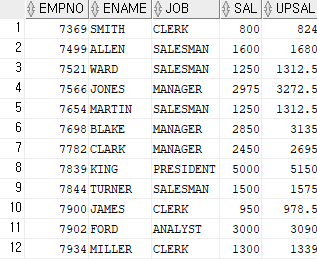 EMPNO ENAME JOB SAL UPSAL
1 7369 SMITH CLERK 800 824
2 7499 ALLEN SALESMAN 1600 1680
3 7521 WARD SALESMAN 1250 1312.5
4 7566 JONES MANAGER 2975 3272.5
5 7654 MARTIN SALESMAN 1250 1312.5
6 7698 BLAKE MANAGER 2850 3135
7 7782 CLARK MANAGER 2450 2695
8 7839 KING PRESIDENT 5000 5150
9 7844 TURNER SALESMAN 1500 1575
10 7900 JAMES CLERK 950 978.5
11 7902 FORD ANALYST 3000 3090
12 7934 MILLER CLERK 1300 1339